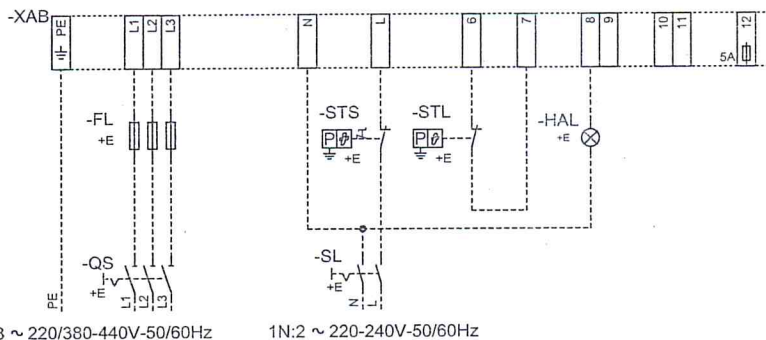 -XAB
PE
L1
L2
L3
N
L
6
7
8
9
10
11
12
5A
-FL
+E
-STS
P ϑ
+E
-STL
P ϑ
+E
-HAL
+E
-QS
+E
-SL
+E
PE
L1
L2
L3
N
L
3 ~ 220/380-440V-50/60Hz
1N:2 ~ 220-240V-50/60Hz